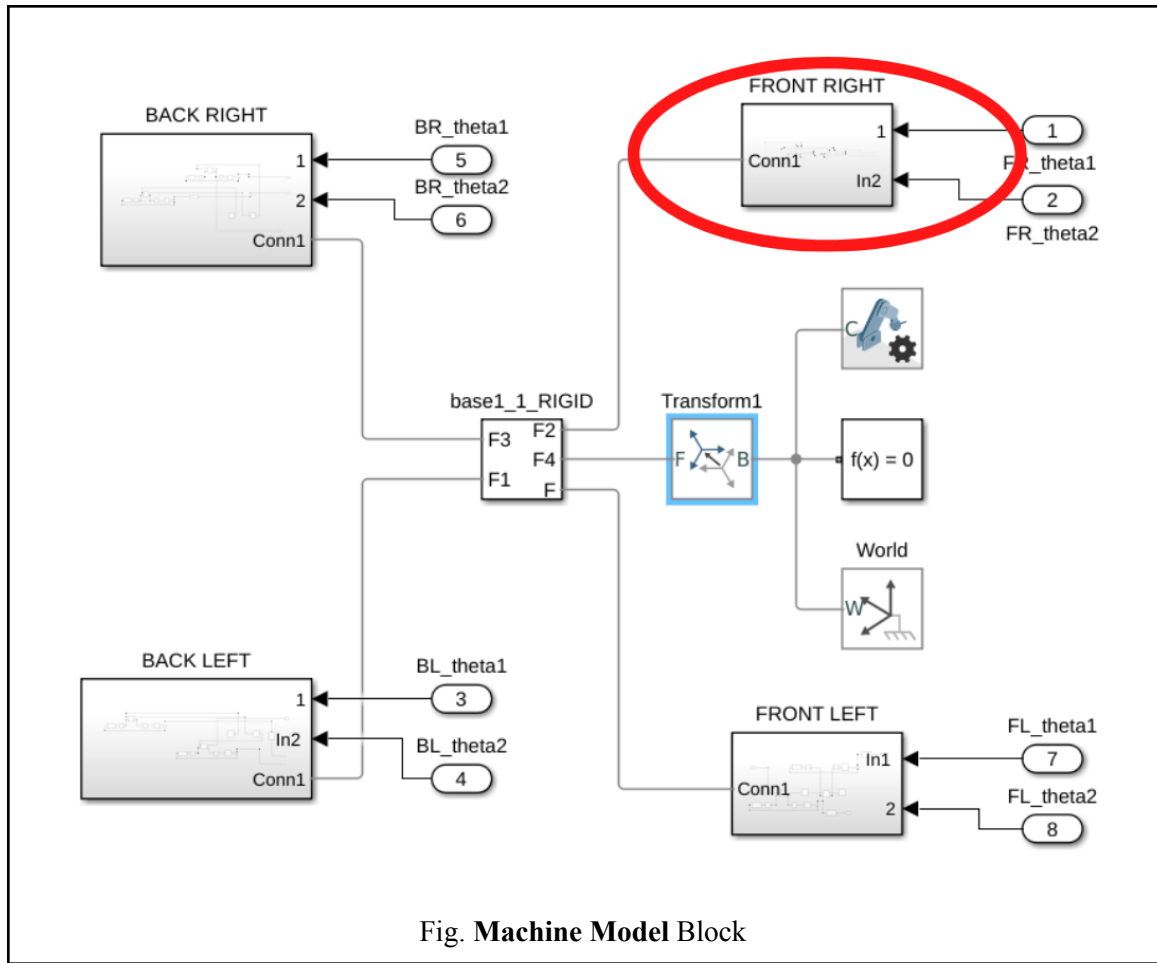 FRONT RIGHT
1
Conn1
In2
1
FR_theta1
2
FR_theta2
BACK RIGHT
1
2
Conn1
BR_theta1
5
BR_theta2
6
base1_1_RIGID
F3
F1
F2
F4
F
Transform1
F
B
C
f(x) = 0
World
W
BACK LEFT
1
In2
Conn1
BL_theta1
3
BL_theta2
4
FRONT LEFT
In1
Conn1
2
FL_theta1
7
FL_theta2
8
Fig. Machine Model Block